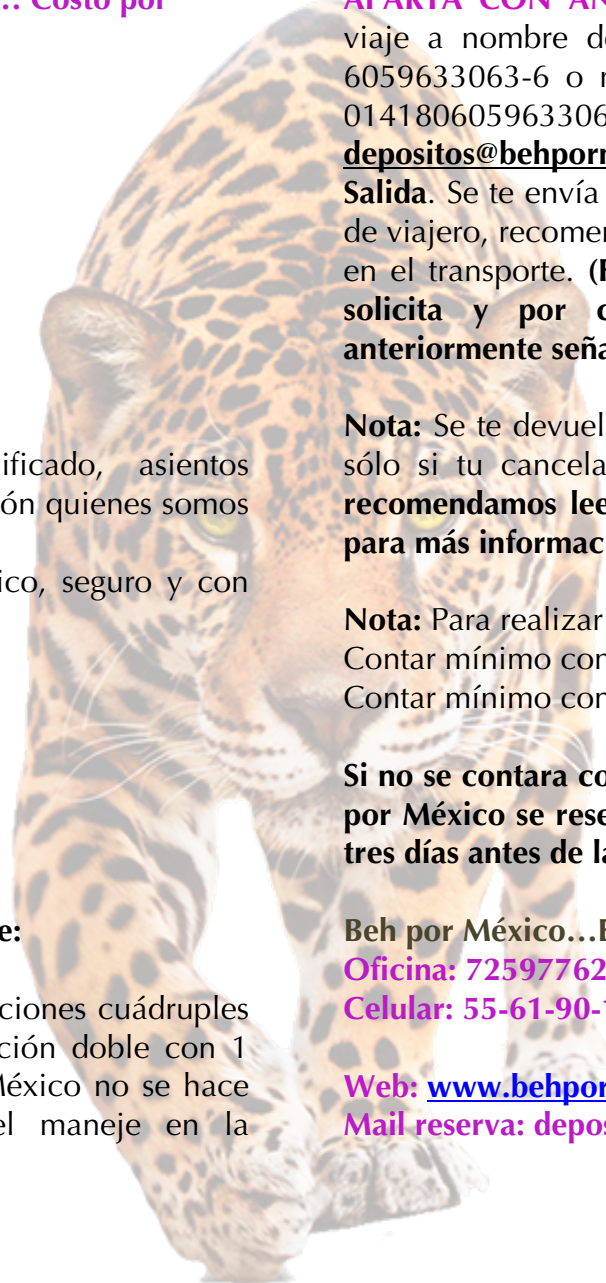 … Costo por
ificado, asientos
ón quienes somos
ico, seguro y con
e:
ciones cuádruples
ción doble con 1
México no se hace
el maneje en la
APARTA CON AN
viaje a nombre d
6059633063-6 o
01418060596330
depositos@behpor
Salida. Se te envía
de viajero, recomen
en el transporte. (
solicita y por
anteriormente seña
Nota: Se te devuel
sólo si tu cancela
recomendamos lee
para más informac
Nota: Para realizar
Contar mínimo con
Contar mínimo con
Si no se contara co
por México se rese
tres días antes de la
Beh por México…
Oficina: 72597762
Celular: 55-61-90-
Web: www.behpor
Mail reserva: depos